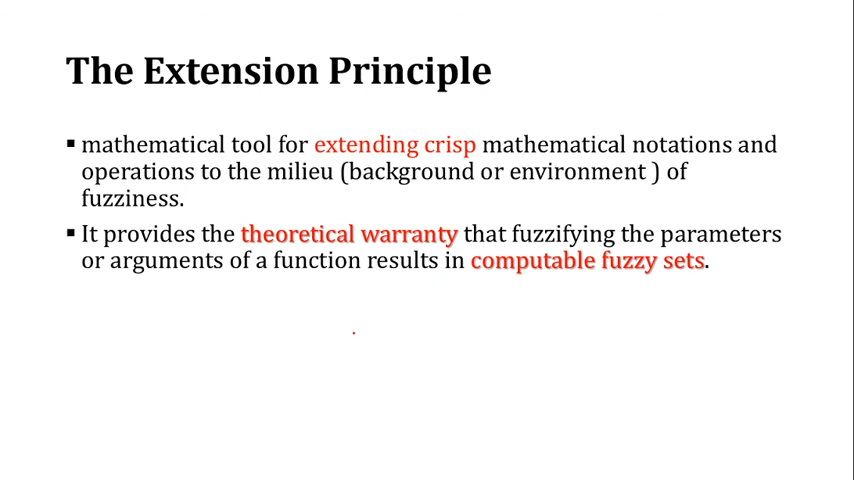 The Extension Principle
▪ mathematical tool for extending crisp mathematical notations and
operations to the milieu (background or environment ) of
fuzziness.
▪ It provides the theoretical warranty that fuzzifying the parameters
or arguments of a function results in computable fuzzy sets.